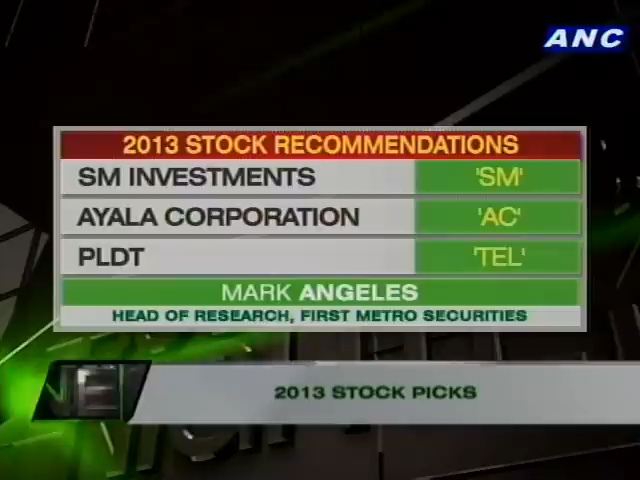 ANC
2013 STOCK RECOMMENDATIONS
SM INVESTMENTS 'SM'
AYALA CORPORATION 'AC'
PLDT 'TEL'
MARK ANGELES
HEAD OF RESEARCH, FIRST METRO SECURITIES
2013 STOCK PICKS